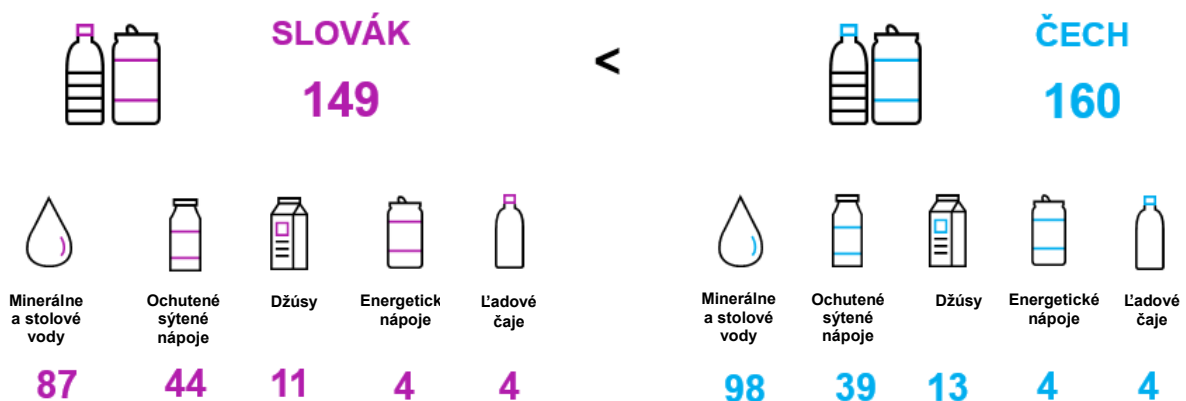 SLOVÁK
149
<
ČECH
160
Minerálne
a stolové
vody
87
Ochutené
sýtené
nápoje
44
Džúsy
11
Energetick
nápoje
4
Ľadové
čaje
4
Minerálne
a stolové
vody
98
Ochutené
sýtené
nápoje
39
Džúsy
13
Energetické
nápoje
4
Ľadové
čaje
4